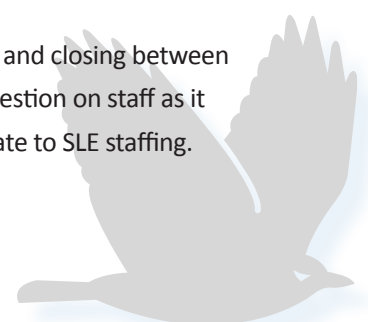 and closing between
estion on staff as it
ate to SLE staffing.